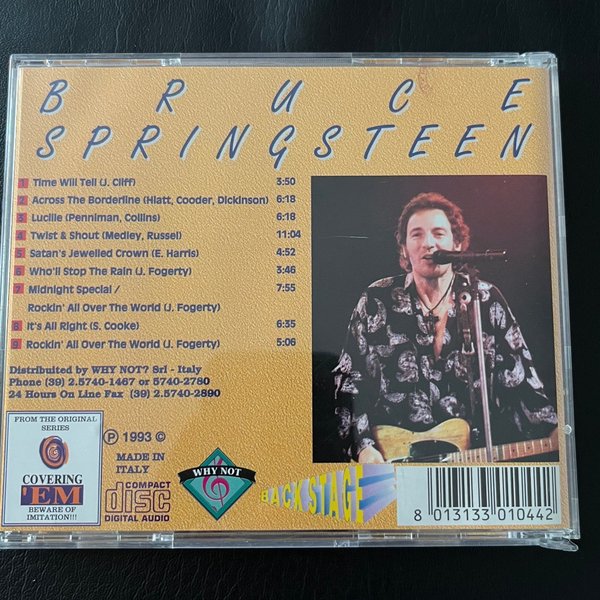 BRUCE
SPRINGSTEEN
1 Time Will Tell (J. Cliff) 3:50
2 Across The Borderline (Hiatt, Cooder, Dickinson) 6:18
3 Lucille (Penniman, Collins) 6:18
4 Twist & Shout (Medley, Russel) 11:04
5 Satan's Jewelled Crown (E. Harris) 4:52
6 Who'll Stop The Rain (J. Fogerty) 3:46
7 Midnight Special / 7:55
Rockin' All Over The World (J. Fogerty)
8 It's All Right (S. Cooke) 6:35
9 Rockin' All Over The World (J. Fogerty) 5:06
Distribuited by WHY NOT? Srl - Italy
Phone (39) 2.5740-1467 or 5740-2780
24 Hours On Line Fax (39) 2.5740-2890
FROM THE ORIGINAL
SERIES
COVERING
'EM
BEWARE OF
IMITATION!!!
℗ 1993 ©
MADE IN
ITALY
COMPACT
disc
DIGITAL AUDIO
WHY NOT
BACK STAGE
8 013133 010442